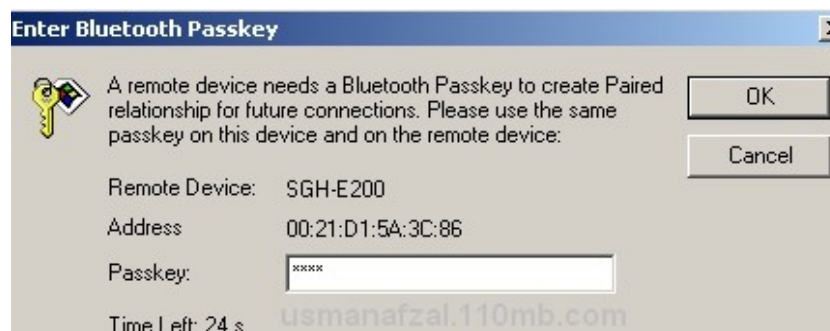 Enter Bluetooth Passkey
A remote device needs a Bluetooth Passkey to create Paired
relationship for future connections. Please use the same
passkey on this device and on the remote device:
OK
Cancel
Remote Device: SGH-E200
Address 00:21:D1:5A:3C:86
Passkey: ****
Time Left: 24 s
usmanafzal.110mb.com